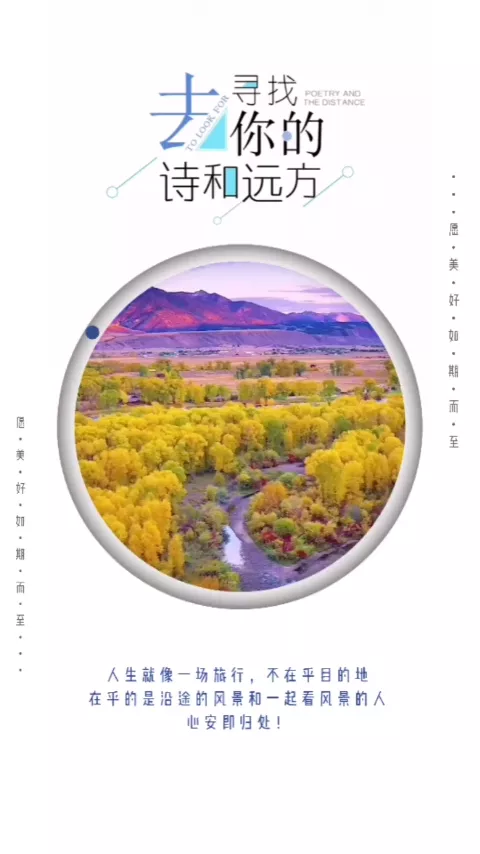 去寻找
POETRY AND
THE DISTANCE
TO LOOK FOR
你的
诗和远方
···愿·美·好·如·期·而·至
愿·美·好·如·期·而·至···
人生就像一场旅行，不在乎目的地
在乎的是沿途的风景和一起看风景的人
心安即归处！